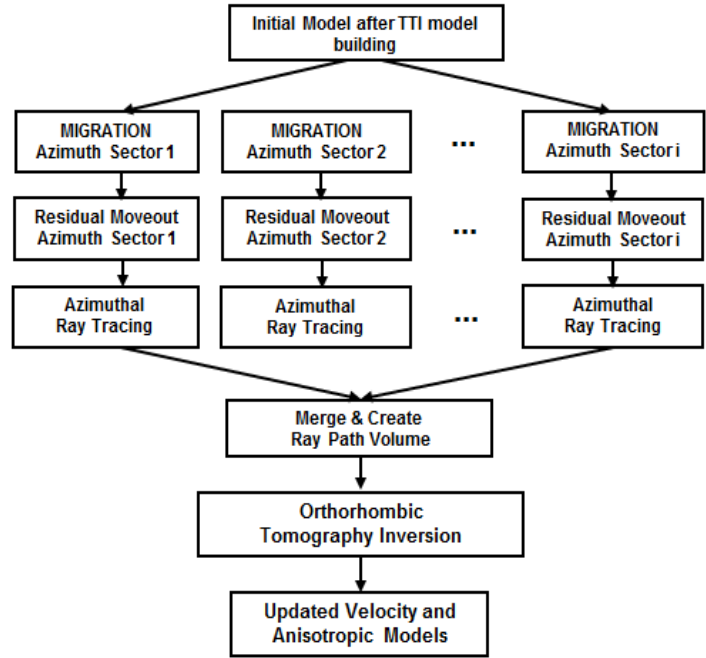 Initial Model after TTI model
building
MIGRATION
Azimuth Sector 1
MIGRATION
Azimuth Sector 2
...
MIGRATION
Azimuth Sector i
Residual Moveout
Azimuth Sector 1
Residual Moveout
Azimuth Sector 2
...
Residual Moveout
Azimuth Sector i
Azimuthal
Ray Tracing
Azimuthal
Ray Tracing
...
Azimuthal
Ray Tracing
Merge & Create
Ray Path Volume
Orthorhombic
Tomography Inversion
Updated Velocity and
Anisotropic Models